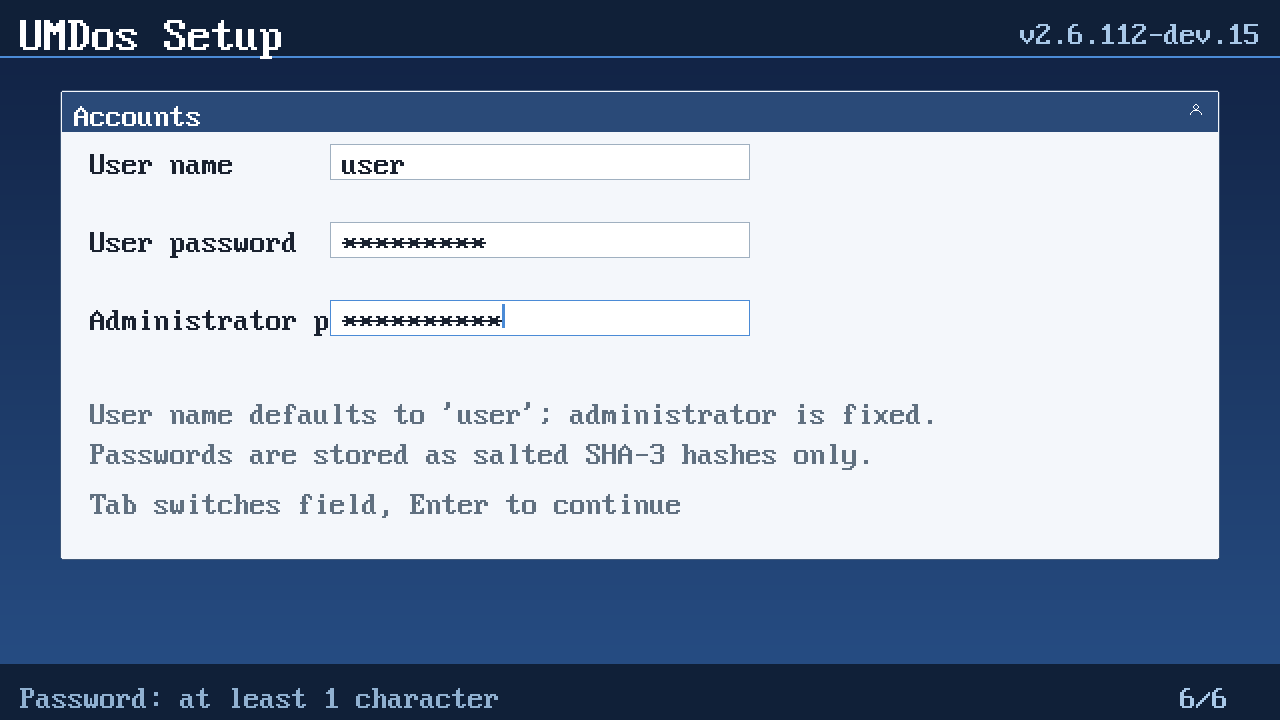 UMDos Setup
v2.6.112-dev.15
Accounts
User name
user
User password
*********
Administrator p
**********
User name defaults to 'user'; administrator is fixed.
Passwords are stored as salted SHA-3 hashes only.
Tab switches field, Enter to continue
Password: at least 1 character
6/6